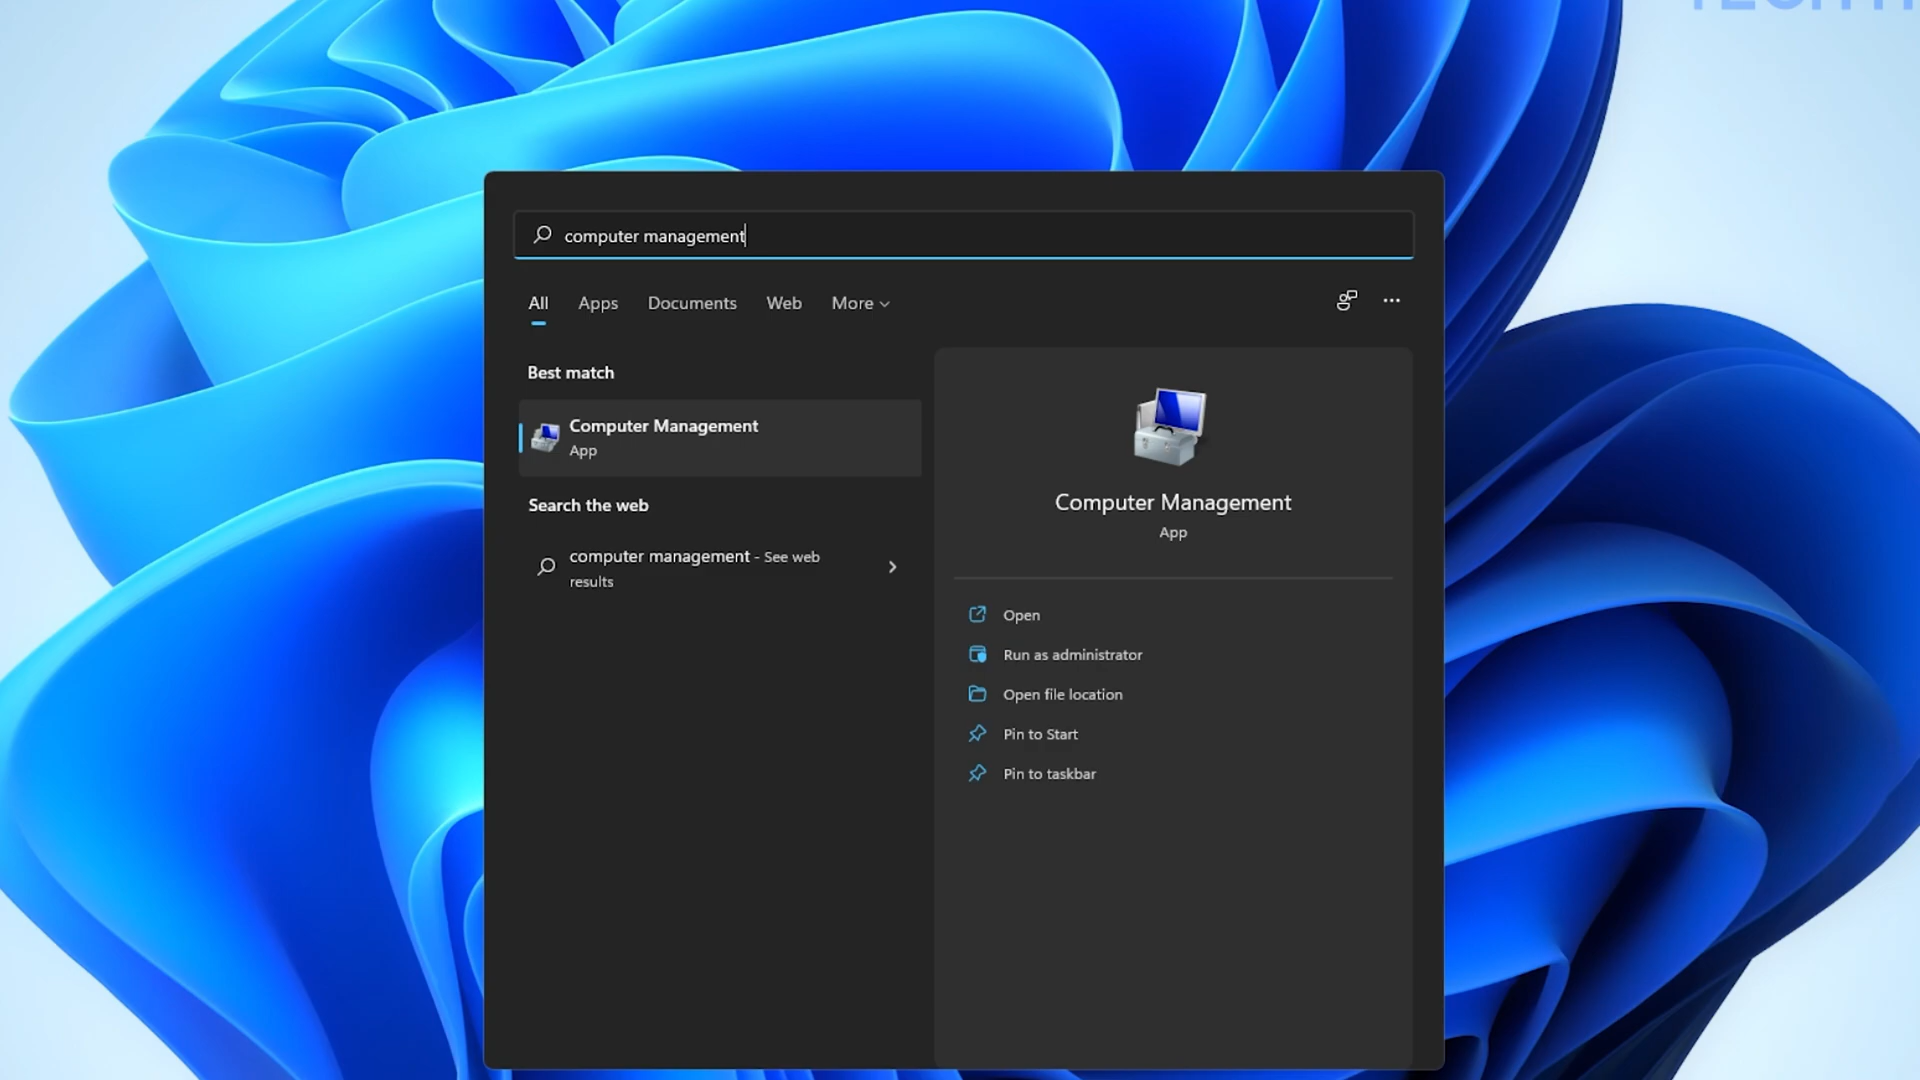 computer management
All Apps Documents Web More
Best match
Computer Management
App
Search the web
computer management - See web
results
Computer Management
App
Open
Run as administrator
Open file location
Pin to Start
Pin to taskbar